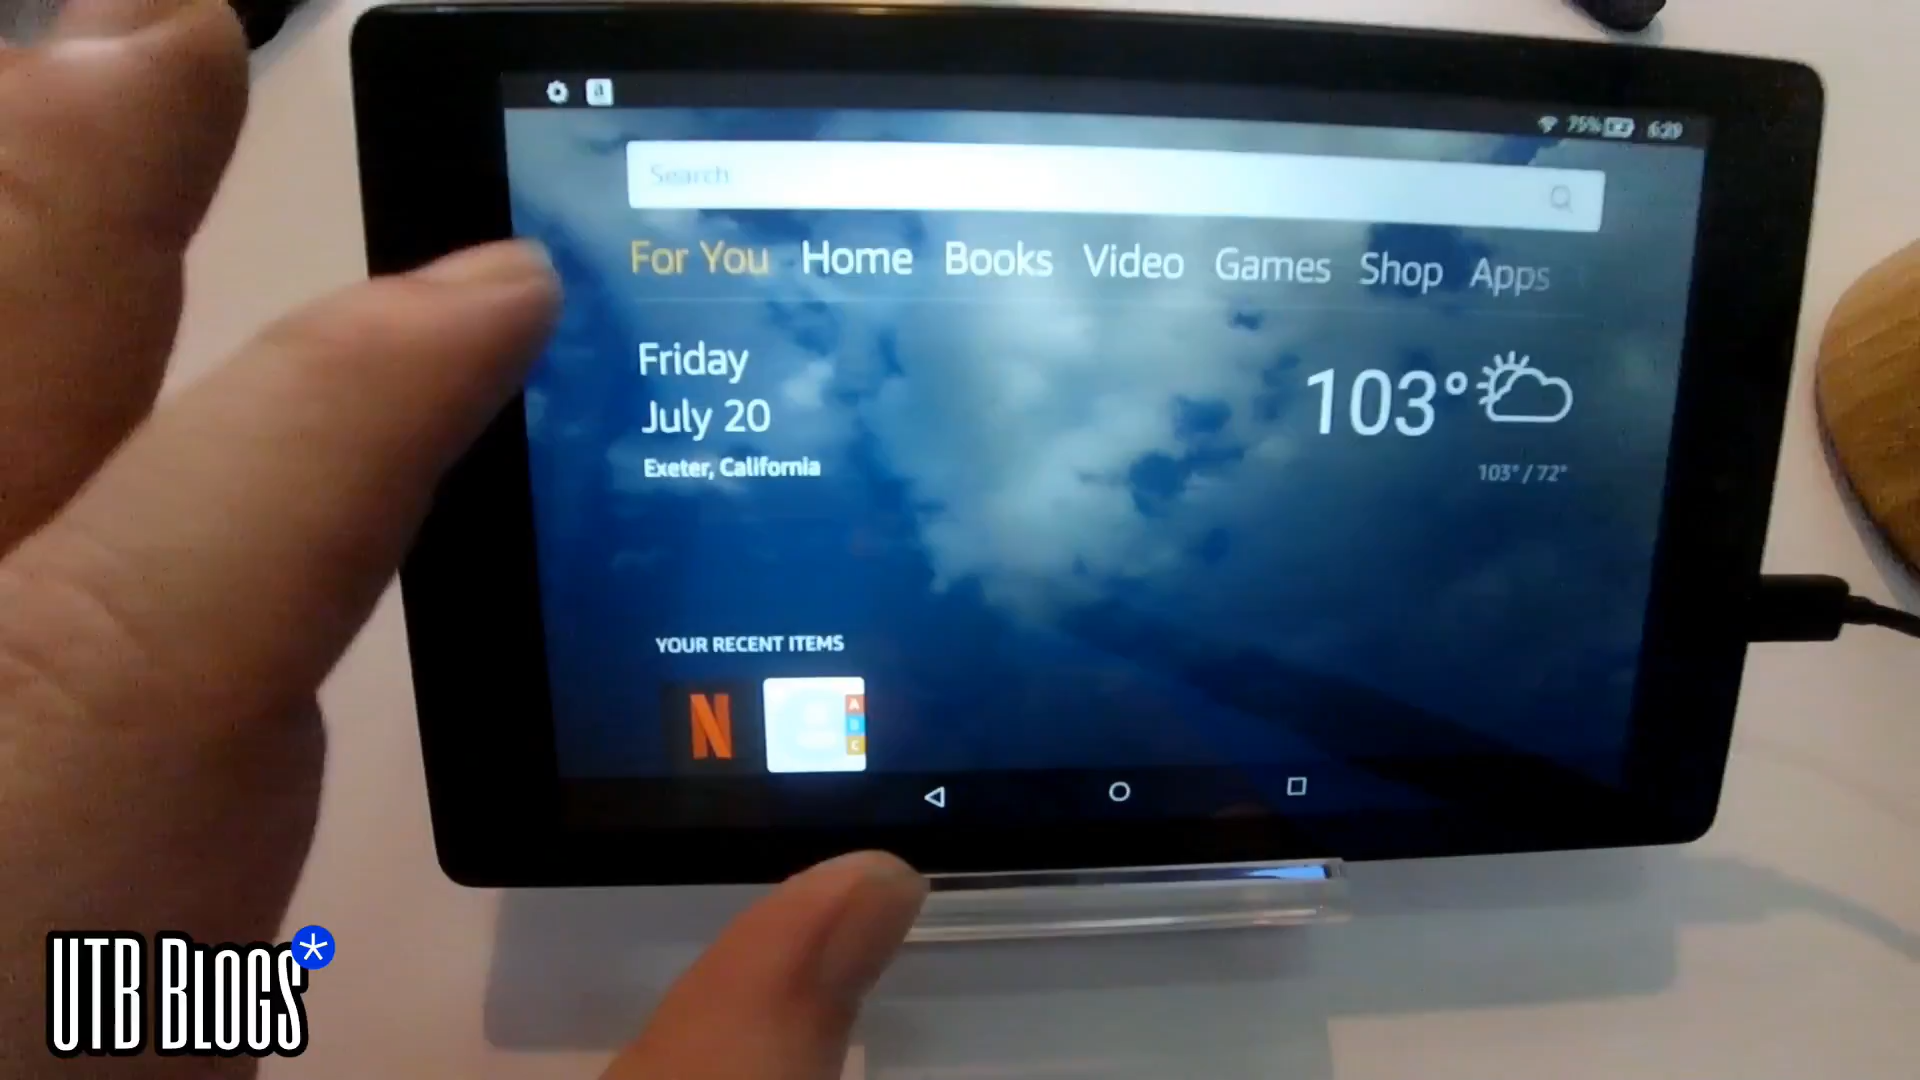 75% 6:29
Search
For You Home Books Video Games Shop Apps
Friday
July 20
Exeter, California
103°
103° / 72°
YOUR RECENT ITEMS
N
A
B
C
UTB BLOGS*